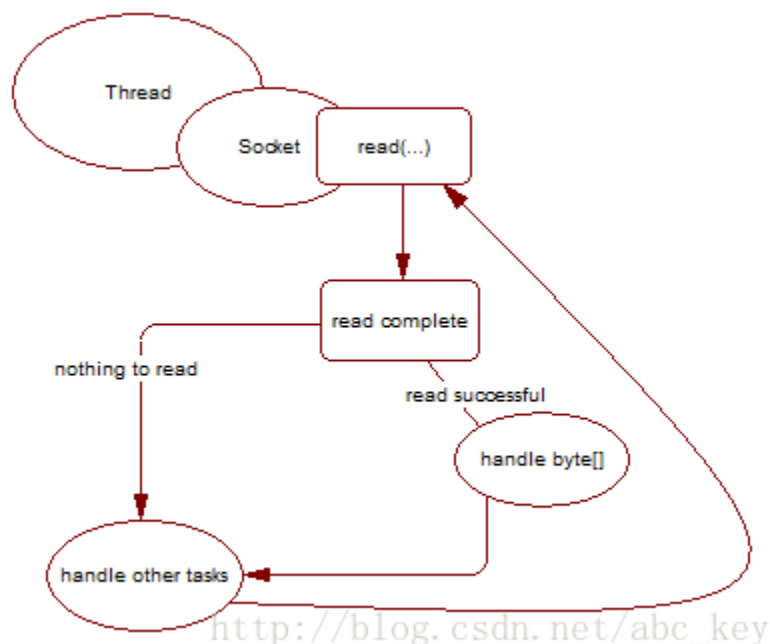 Thread
Socket
read(...)
read complete
nothing to read
read successful
handle byte[]
handle other tasks
http://blog.csdn.net/abc_key